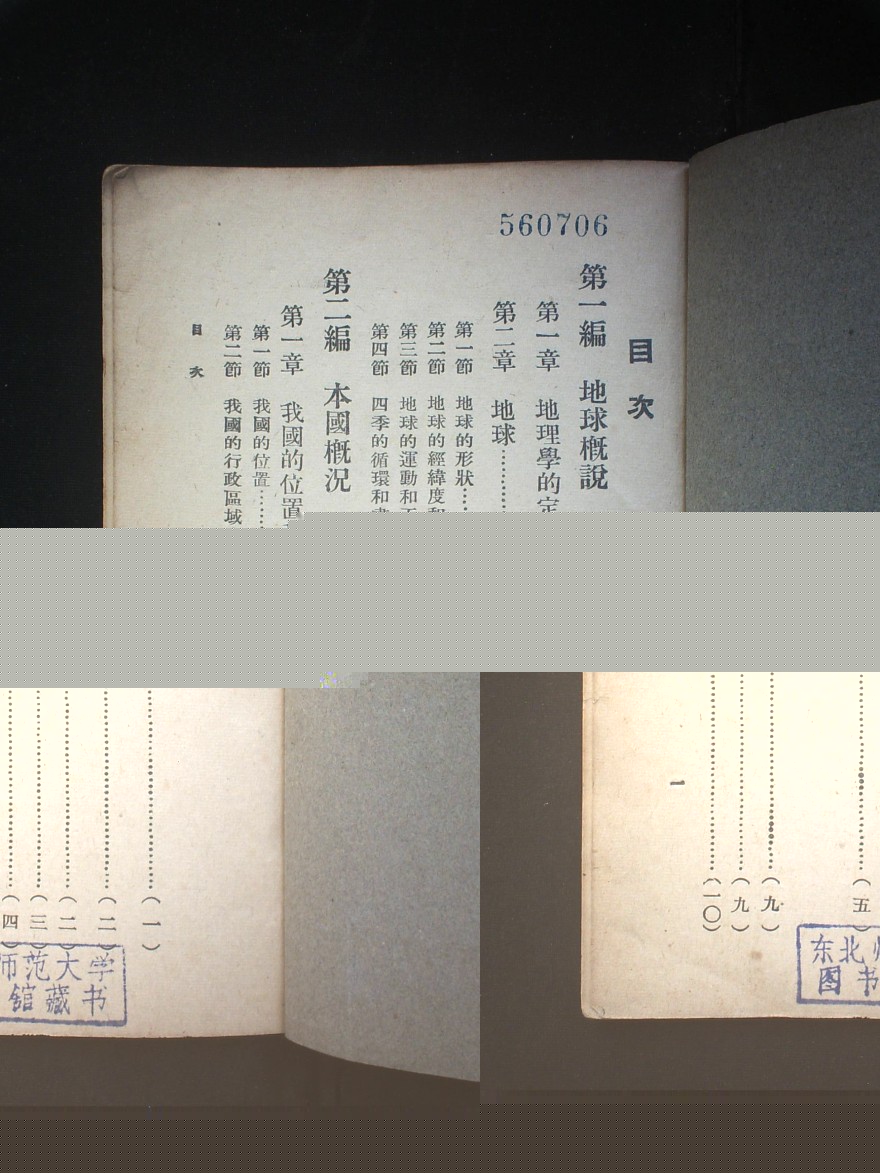 560706
目次
第一編 地球槪說
第一章 地理學的定
第二章 地球……
第一節 地球的形狀……
第二節 地球的經緯度和
第三節 地球的運動和
第四節 四季的循環和
第二編 本國槪況
第一章 我國的位置
第一節 我國的位置……
第二節 我國的行政區域
目次
……（一）
……（二）
……（二）
……（三）
……（四）
师范大学
馆藏书
……（五）
……（九）
……（九）
……（一〇）
一
东北
图书